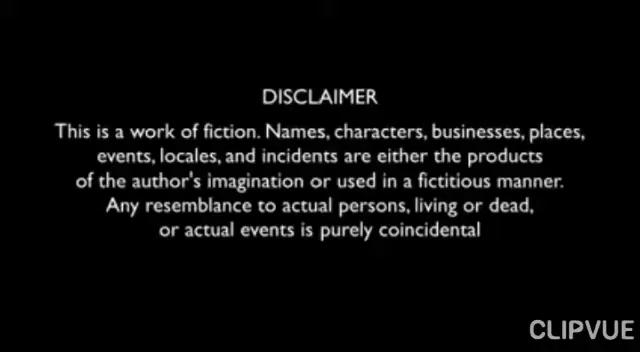 DISCLAIMER
This is a work of fiction. Names, characters, businesses, places,
events, locales, and incidents are either the products
of the author's imagination or used in a fictitious manner.
Any resemblance to actual persons, living or dead,
or actual events is purely coincidental
CLIPVUE